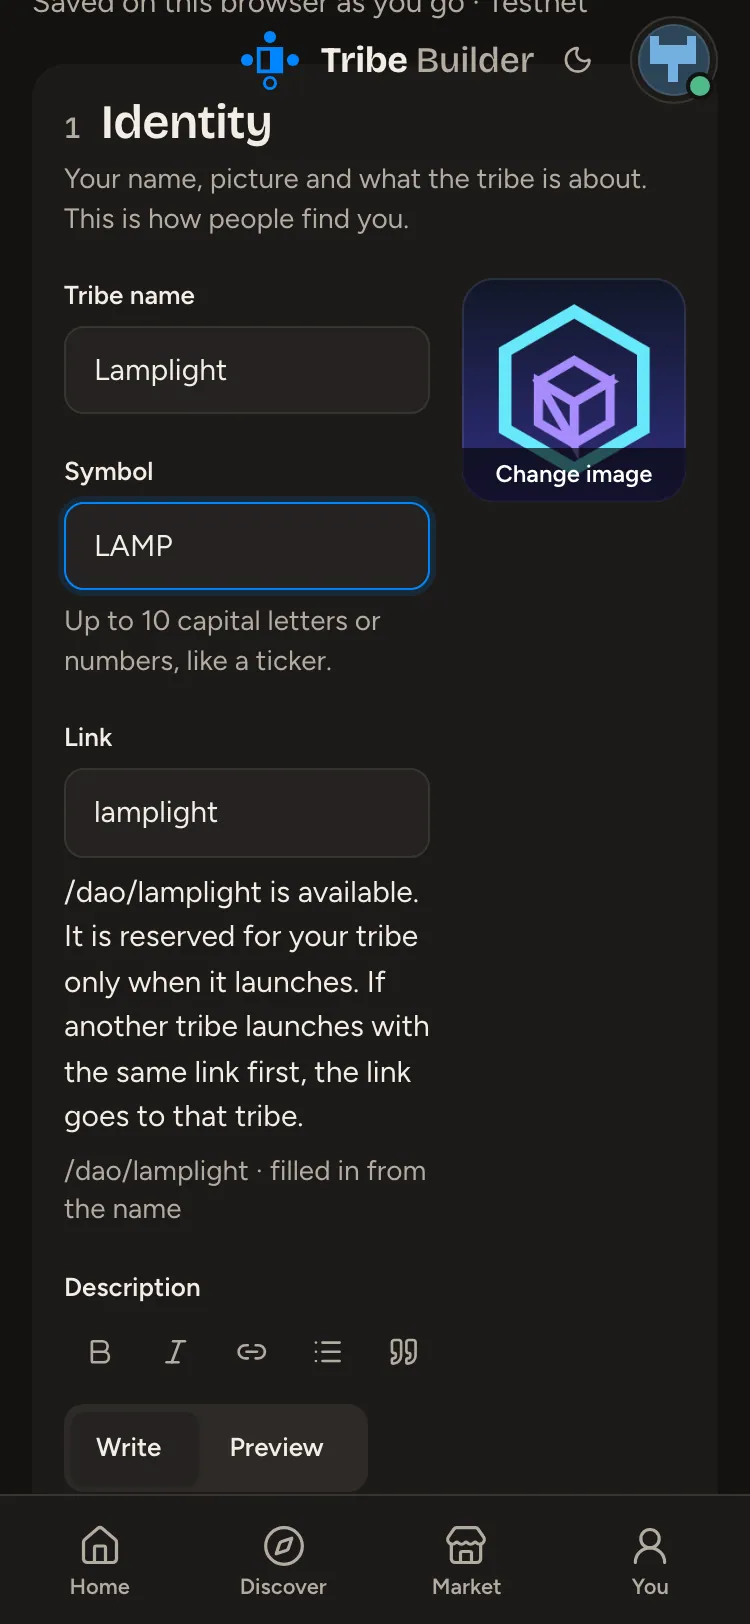 Saved on this browser as you go · Testnet
Tribe Builder
1 Identity
Your name, picture and what the tribe is about.
This is how people find you.
Tribe name
Lamplight
Change image
Symbol
LAMP
Up to 10 capital letters or
numbers, like a ticker.
Link
lamplight
/dao/lamplight is available.
It is reserved for your tribe
only when it launches. If
another tribe launches with
the same link first, the link
goes to that tribe.
/dao/lamplight · filled in from
the name
Description
Write
Preview
Home
Discover
Market
You